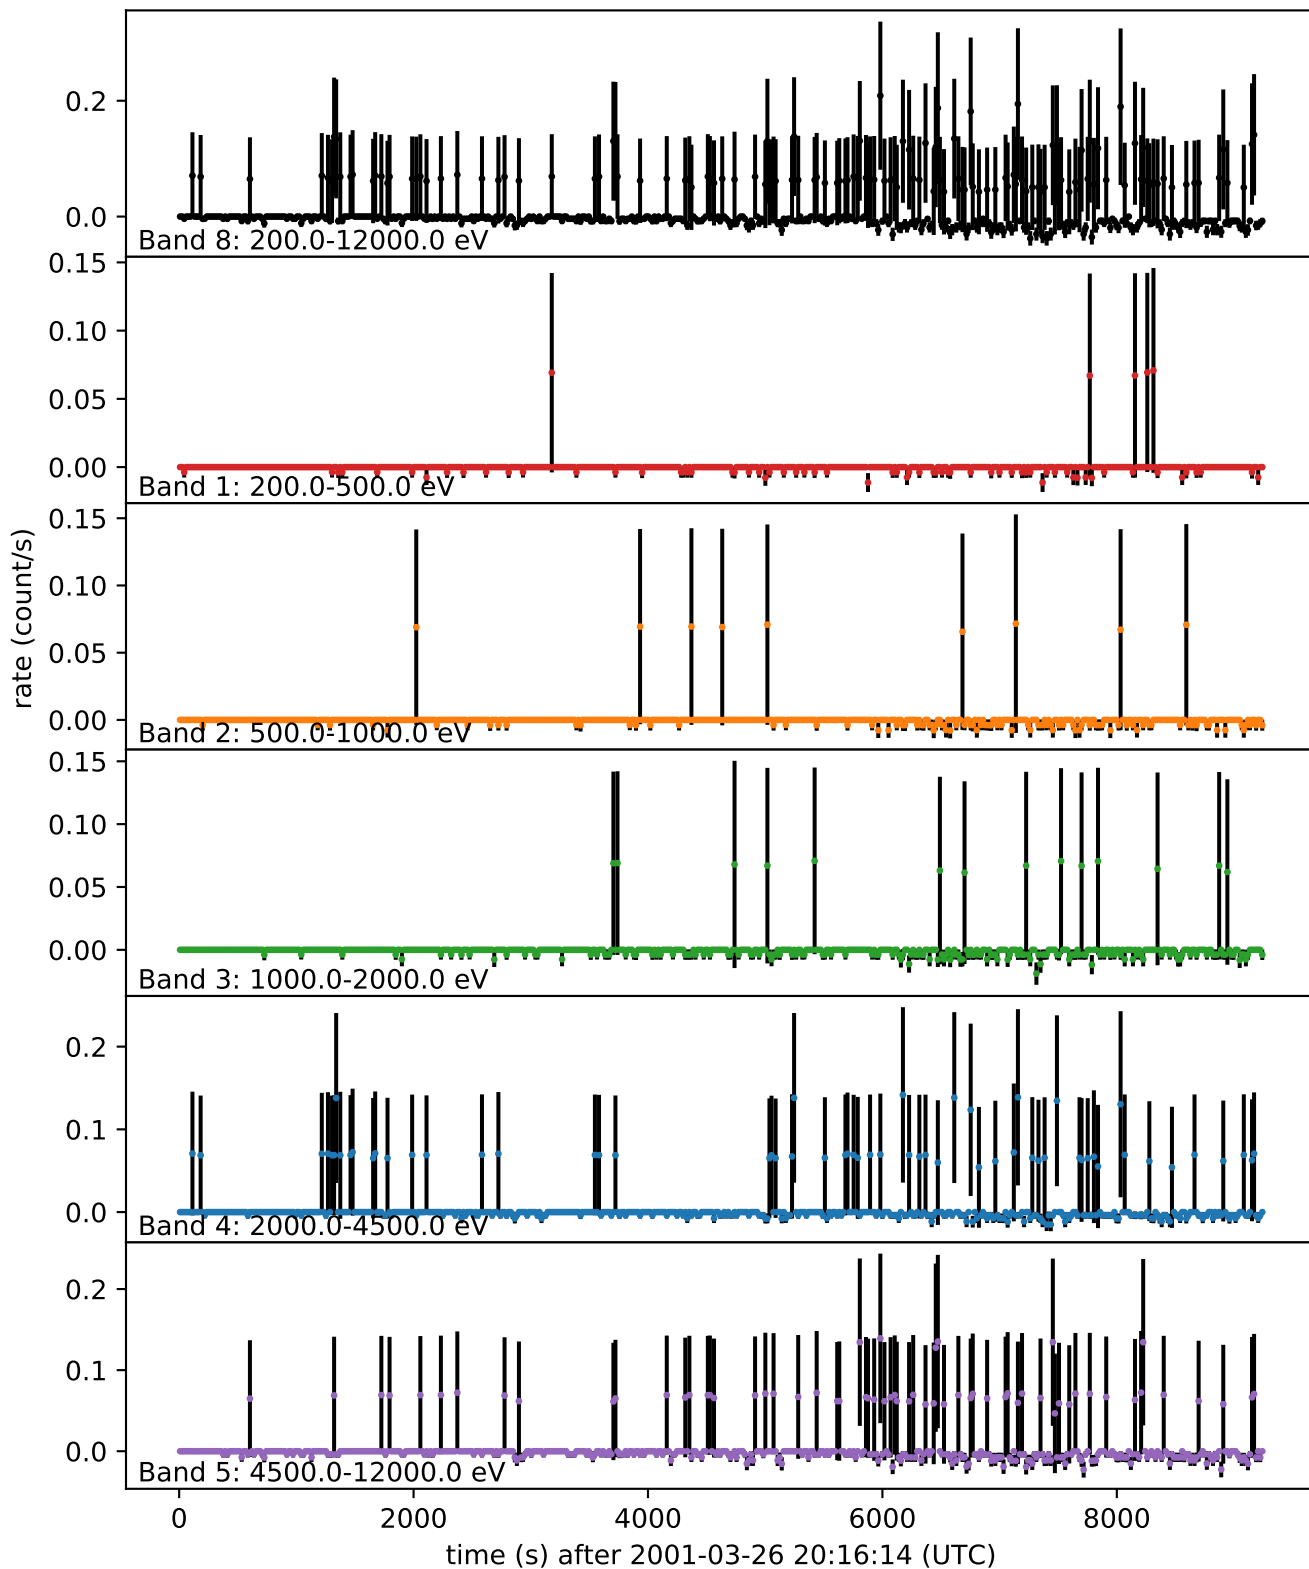 0.2
0.0
Band 8: 200.0-12000.0 eV
0.15
0.10
0.05
0.00
Band 1: 200.0-500.0 eV
0.15
0.10
0.05
0.00
Band 2: 500.0-1000.0 eV
rate (count/s)
0.15
0.10
0.05
0.00
Band 3: 1000.0-2000.0 eV
0.2
0.1
0.0
Band 4: 2000.0-4500.0 eV
0.2
0.1
0.0
Band 5: 4500.0-12000.0 eV
0 2000 4000 6000 8000
time (s) after 2001-03-26 20:16:14 (UTC)